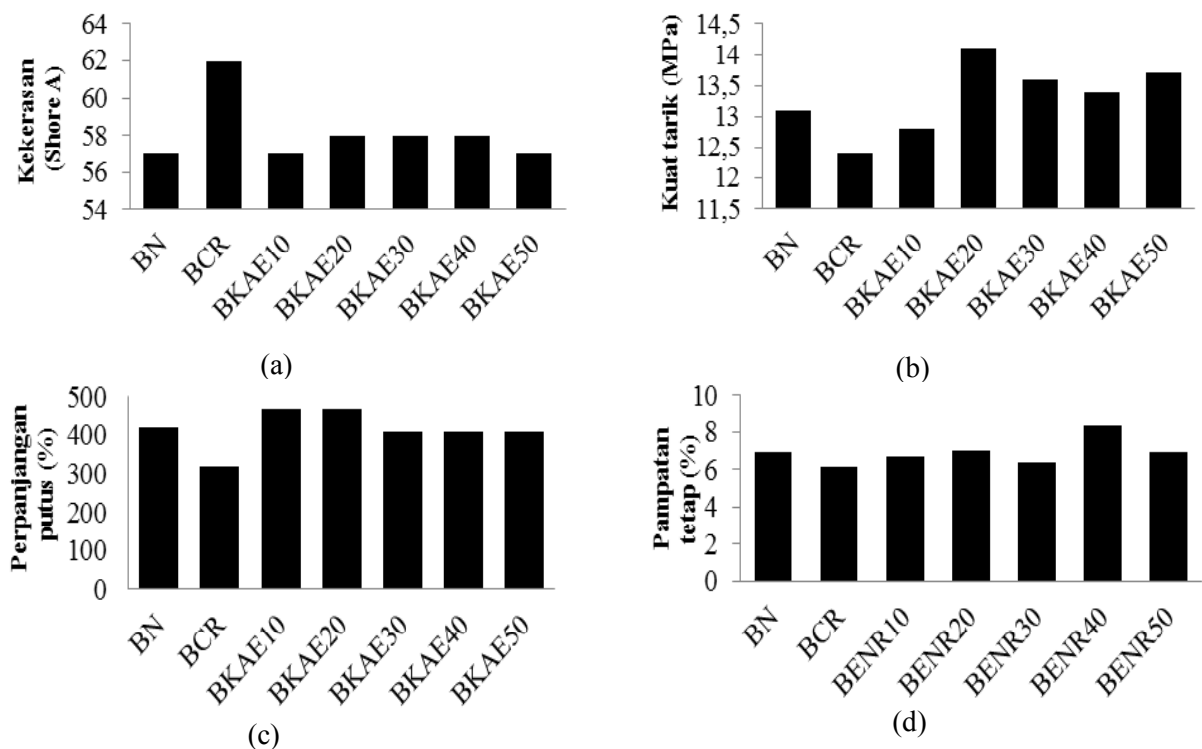 Kekerasan
(Shore A)
64
62
60
58
56
54
BN
BCR
BKAE10
BKAE20
BKAE30
BKAE40
BKAE50
(a)
Kuat tarik (MPa)
14,5
14
13,5
13
12,5
12
11,5
BN
BCR
BKAE10
BKAE20
BKAE30
BKAE40
BKAE50
(b)
Perpanjangan
putus (%)
500
400
300
200
100
0
BN
BCR
BKAE10
BKAE20
BKAE30
BKAE40
BKAE50
(c)
Pampatan
tetap (%)
10
8
6
4
2
0
BN
BCR
BENR10
BENR20
BENR30
BENR40
BENR50
(d)